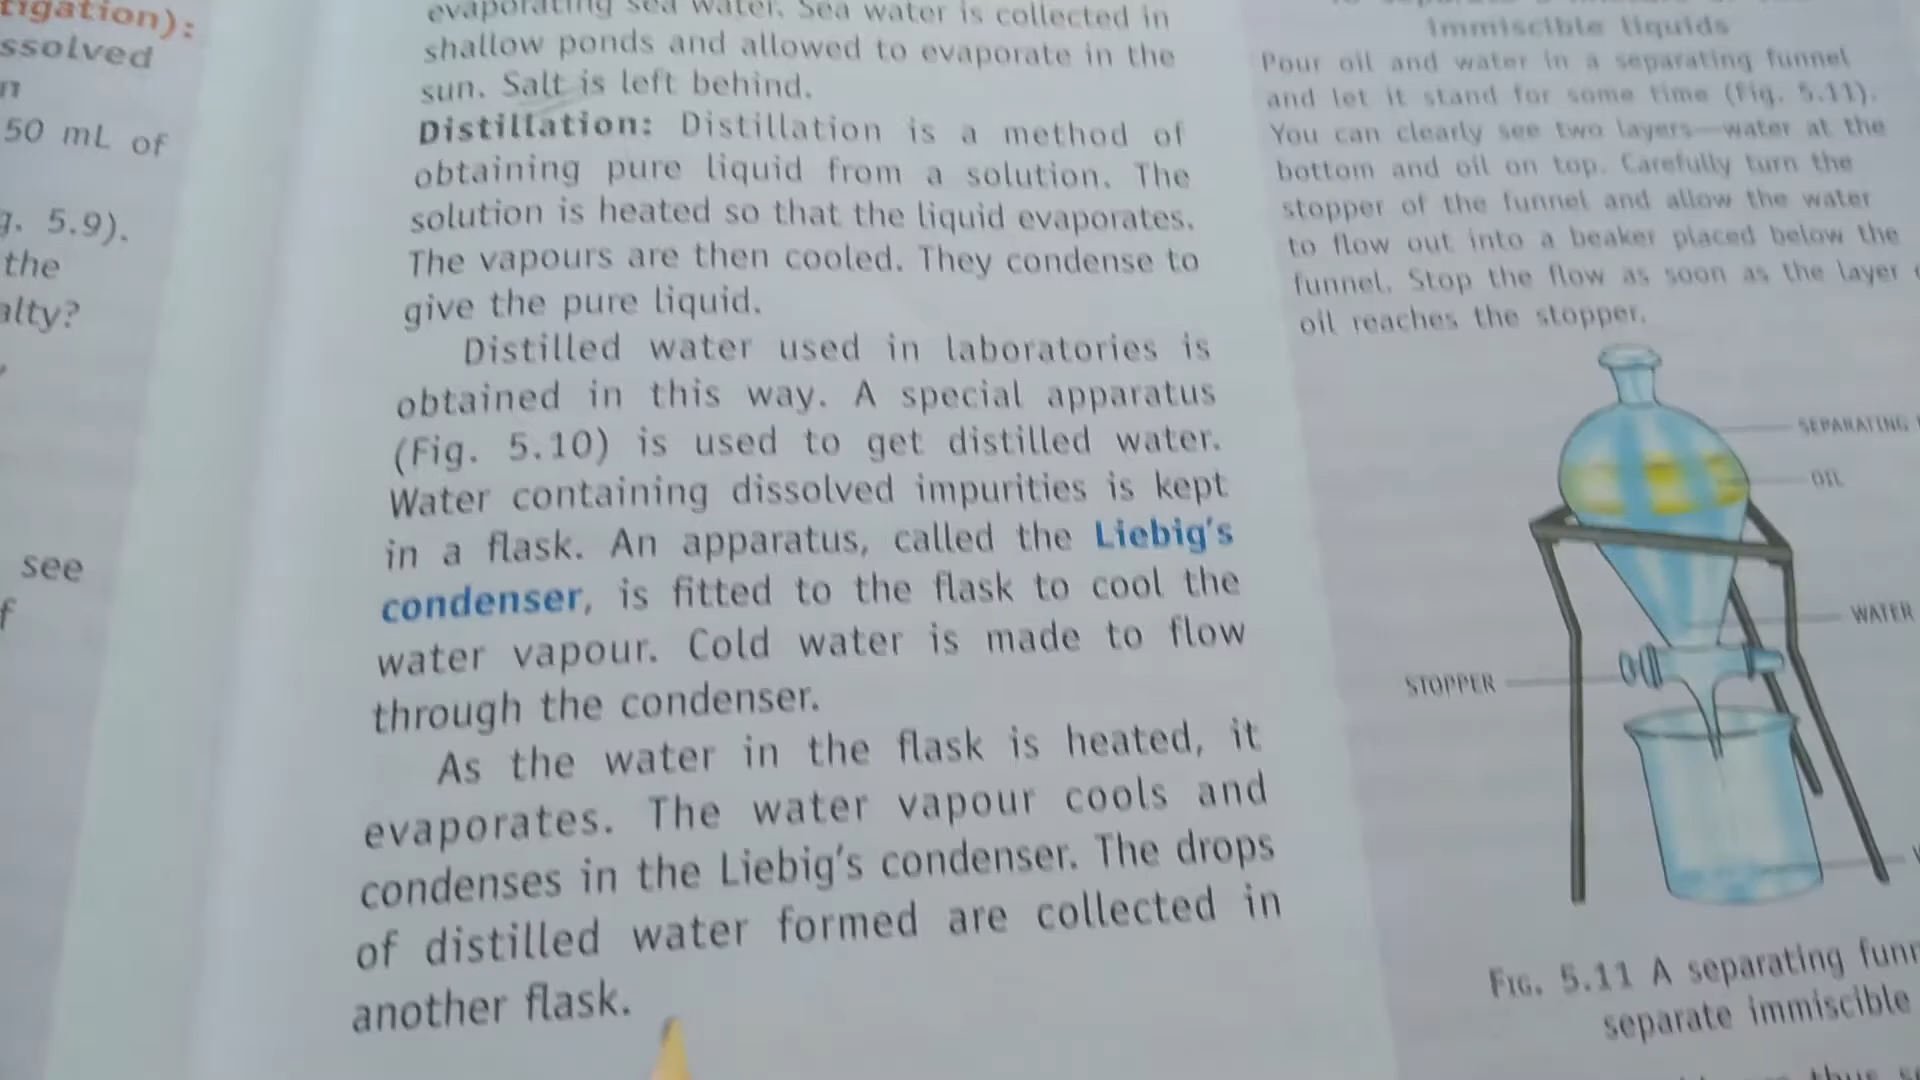 tigation):
ssolved
n
50 mL of
g. 5.9).
the
alty?
see
f
evaporating sea water. Sea water is collected in
shallow ponds and allowed to evaporate in the
sun. Salt is left behind.
Distillation: Distillation is a method of
obtaining pure liquid from a solution. The
solution is heated so that the liquid evaporates.
The vapours are then cooled. They condense to
give the pure liquid.
Distilled water used in laboratories is
obtained in this way. A special apparatus
(Fig. 5.10) is used to get distilled water.
Water containing dissolved impurities is kept
in a flask. An apparatus, called the Liebig's
condenser, is fitted to the flask to cool the
water vapour. Cold water is made to flow
through the condenser.
As the water in the flask is heated, it
evaporates. The water vapour cools and
condenses in the Liebig's condenser. The drops
of distilled water formed are collected in
another flask.
immiscible liquids
Pour oil and water in a separating funnel
and let it stand for some time (Fig. 5.11).
You can clearly see two layers—water at the
bottom and oil on top. Carefully turn the
stopper of the funnel and allow the water
to flow out into a beaker placed below the
funnel. Stop the flow as soon as the layer
oil reaches the stopper.
SEPARATING
OIL
WATER
STOPPER
FIG. 5.11 A separating funn
separate immiscible
thus